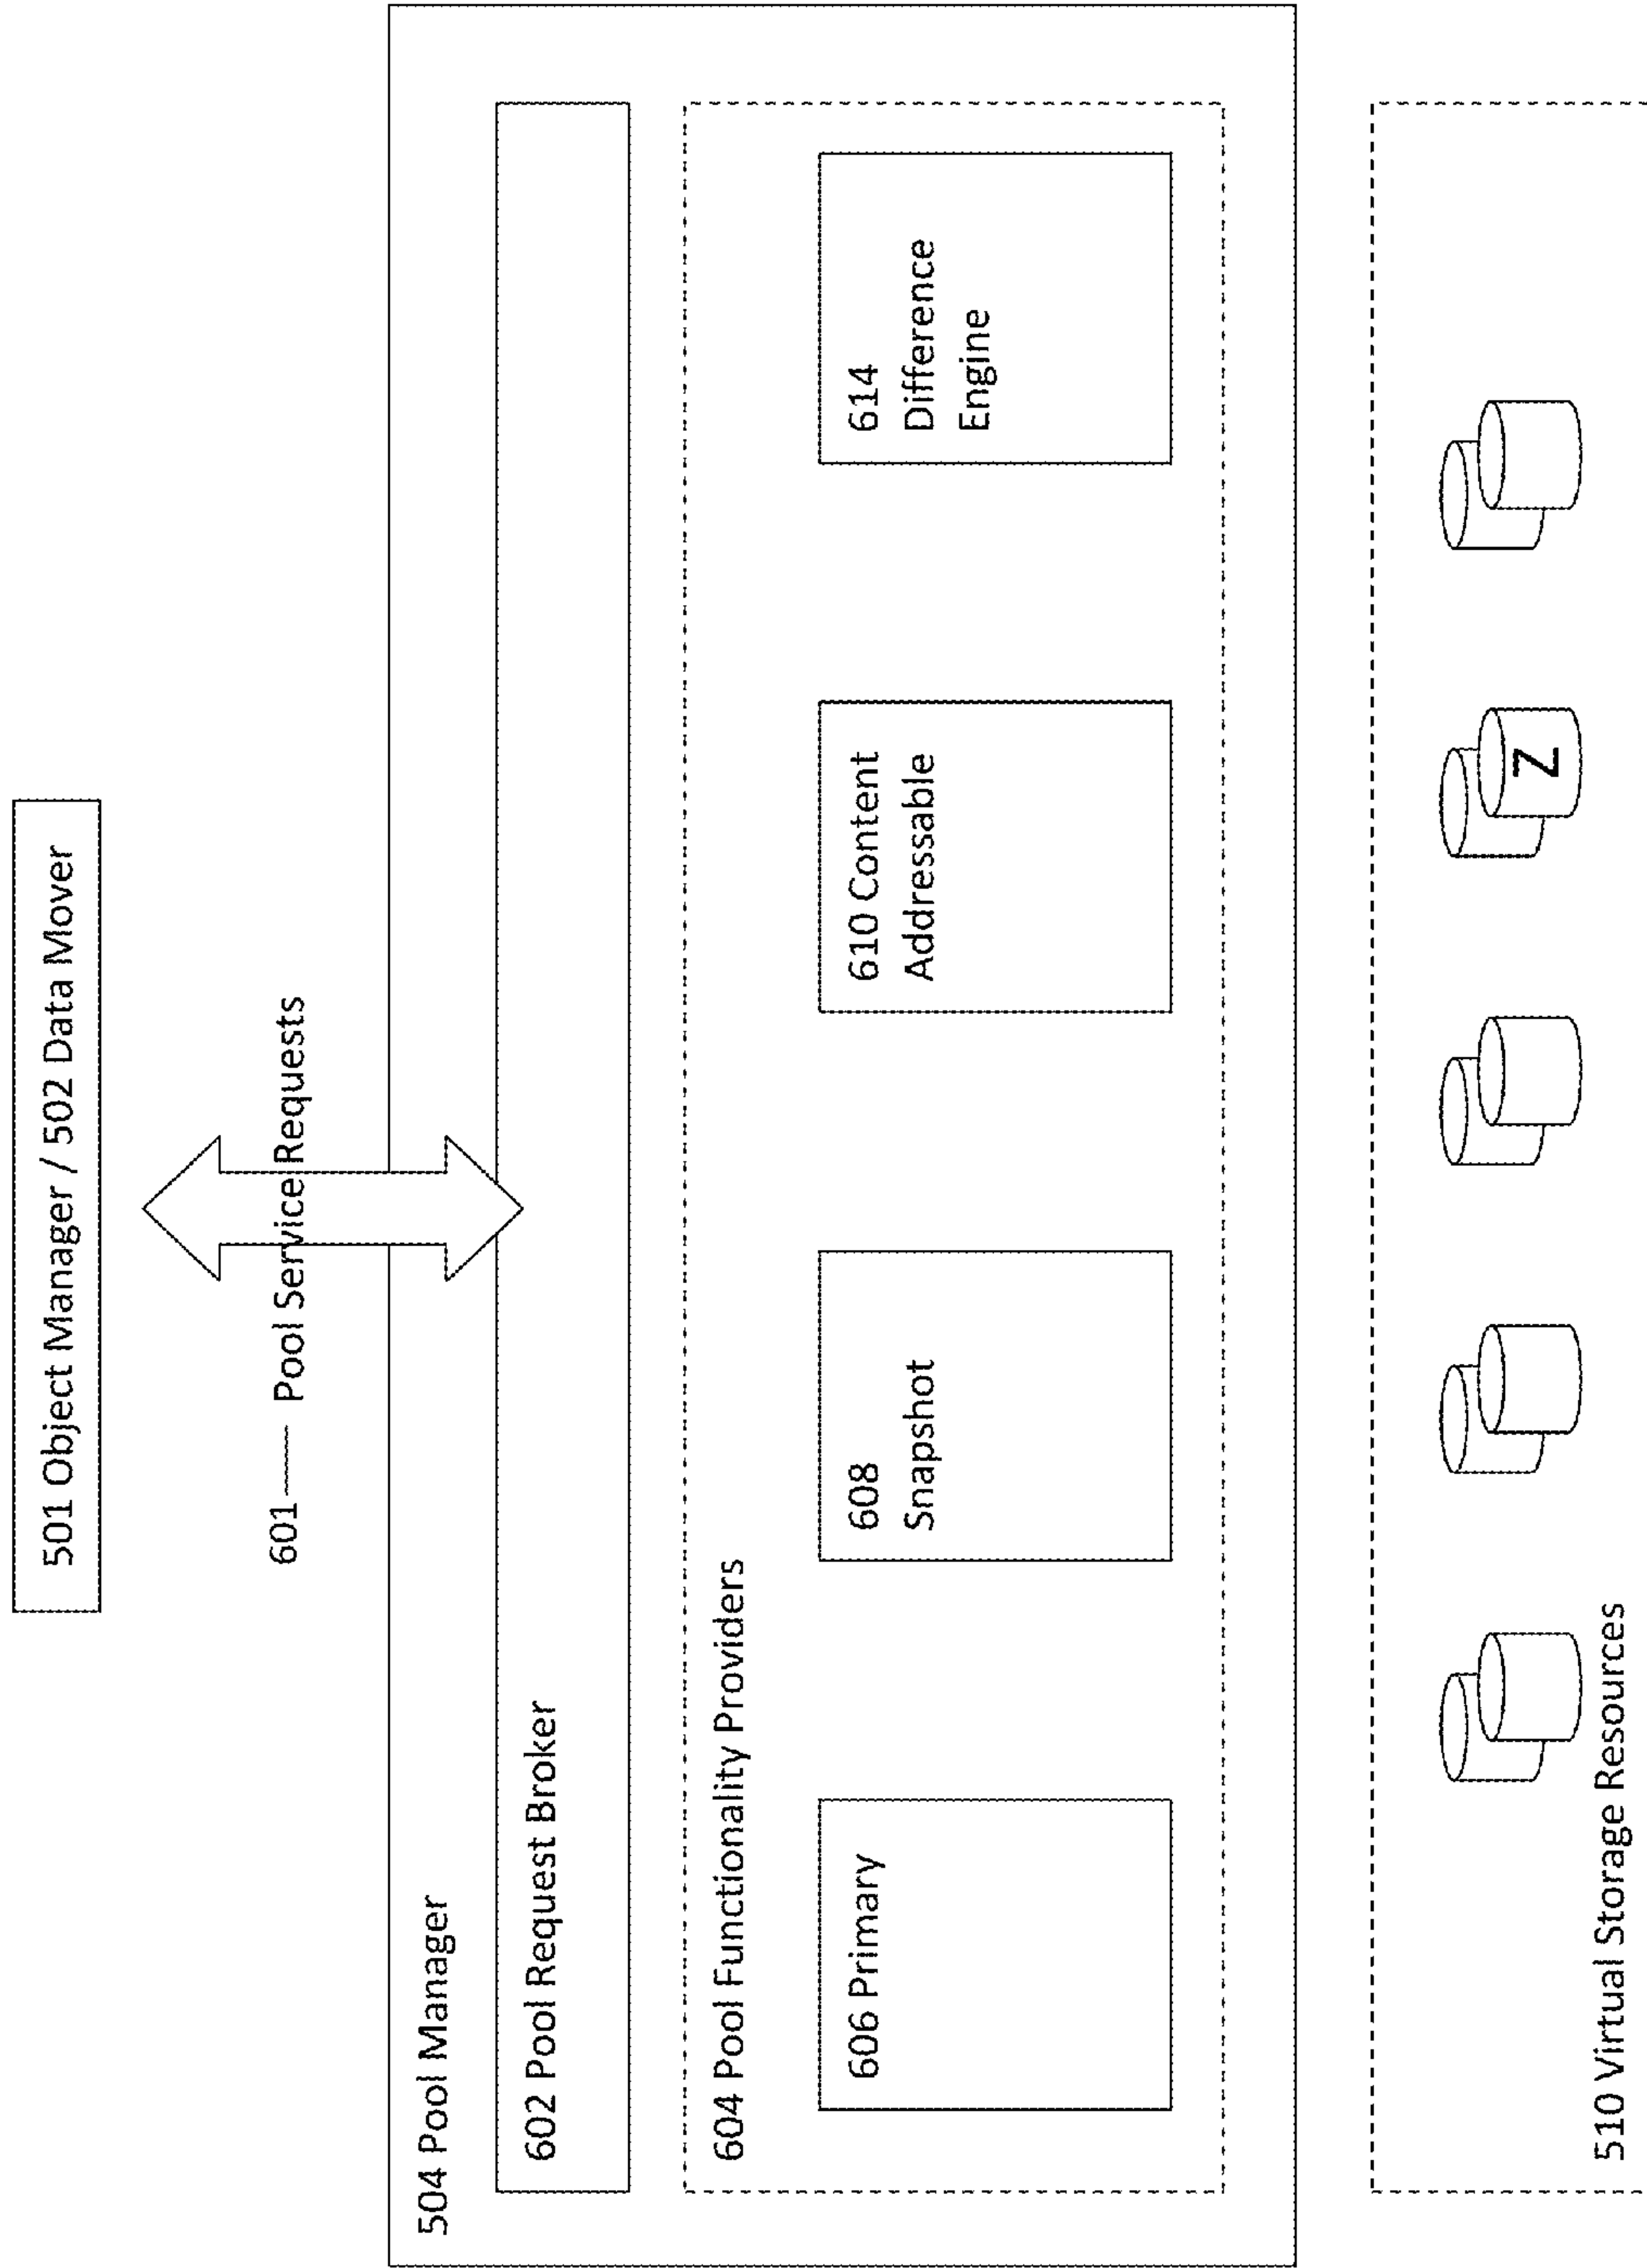 501 Object Manager / 502 Data Mover
601 — Pool Service Requests
504 Pool Manager
602 Pool Request Broker
604 Pool Functionality Providers
606 Primary
608
Snapshot
610 Content
Addressable
614
Difference
Engine
Z
510 Virtual Storage Resources